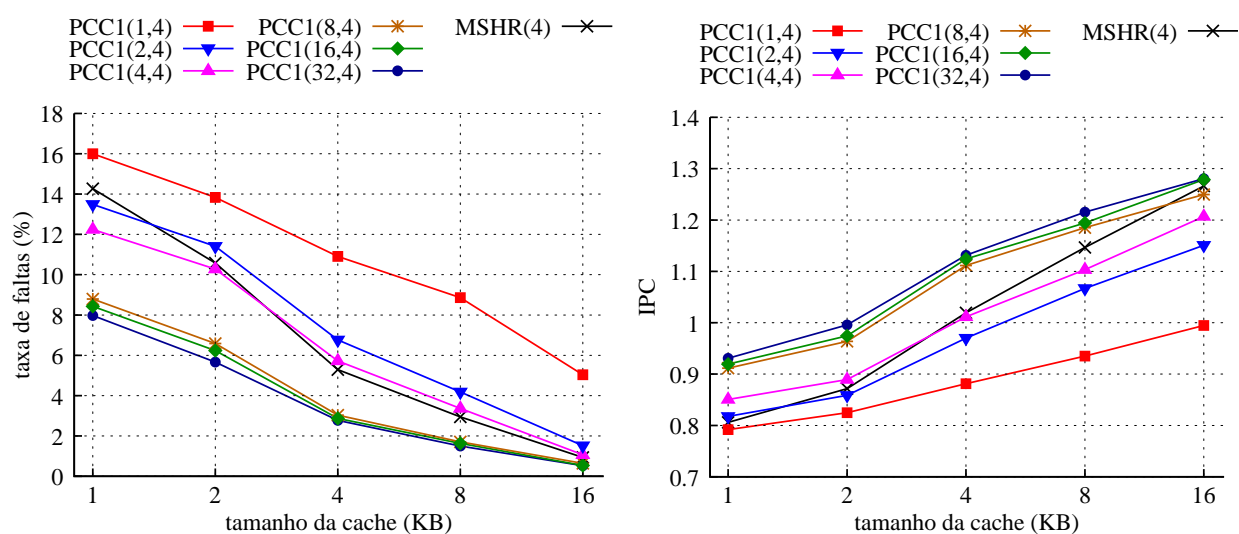 PCC1(1,4) PCC1(8,4) MSHR(4)
PCC1(2,4) PCC1(16,4)
PCC1(4,4) PCC1(32,4)
18
16
14
12
10
8
6
4
2
0
taxa de faltas (%)
1 2 4 8 16
tamanho da cache (KB)
PCC1(1,4) PCC1(8,4) MSHR(4)
PCC1(2,4) PCC1(16,4)
PCC1(4,4) PCC1(32,4)
1.4
1.3
1.2
1.1
1
0.9
0.8
0.7
IPC
1 2 4 8 16
tamanho da cache (KB)